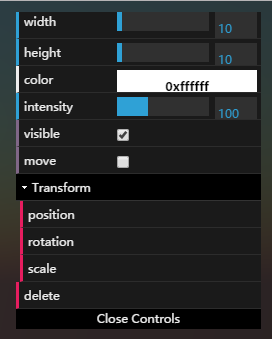 width 10
height 10
color 0xffffff
intensity 100
visible
move
Transform
position
rotation
scale
delete
Close Controls